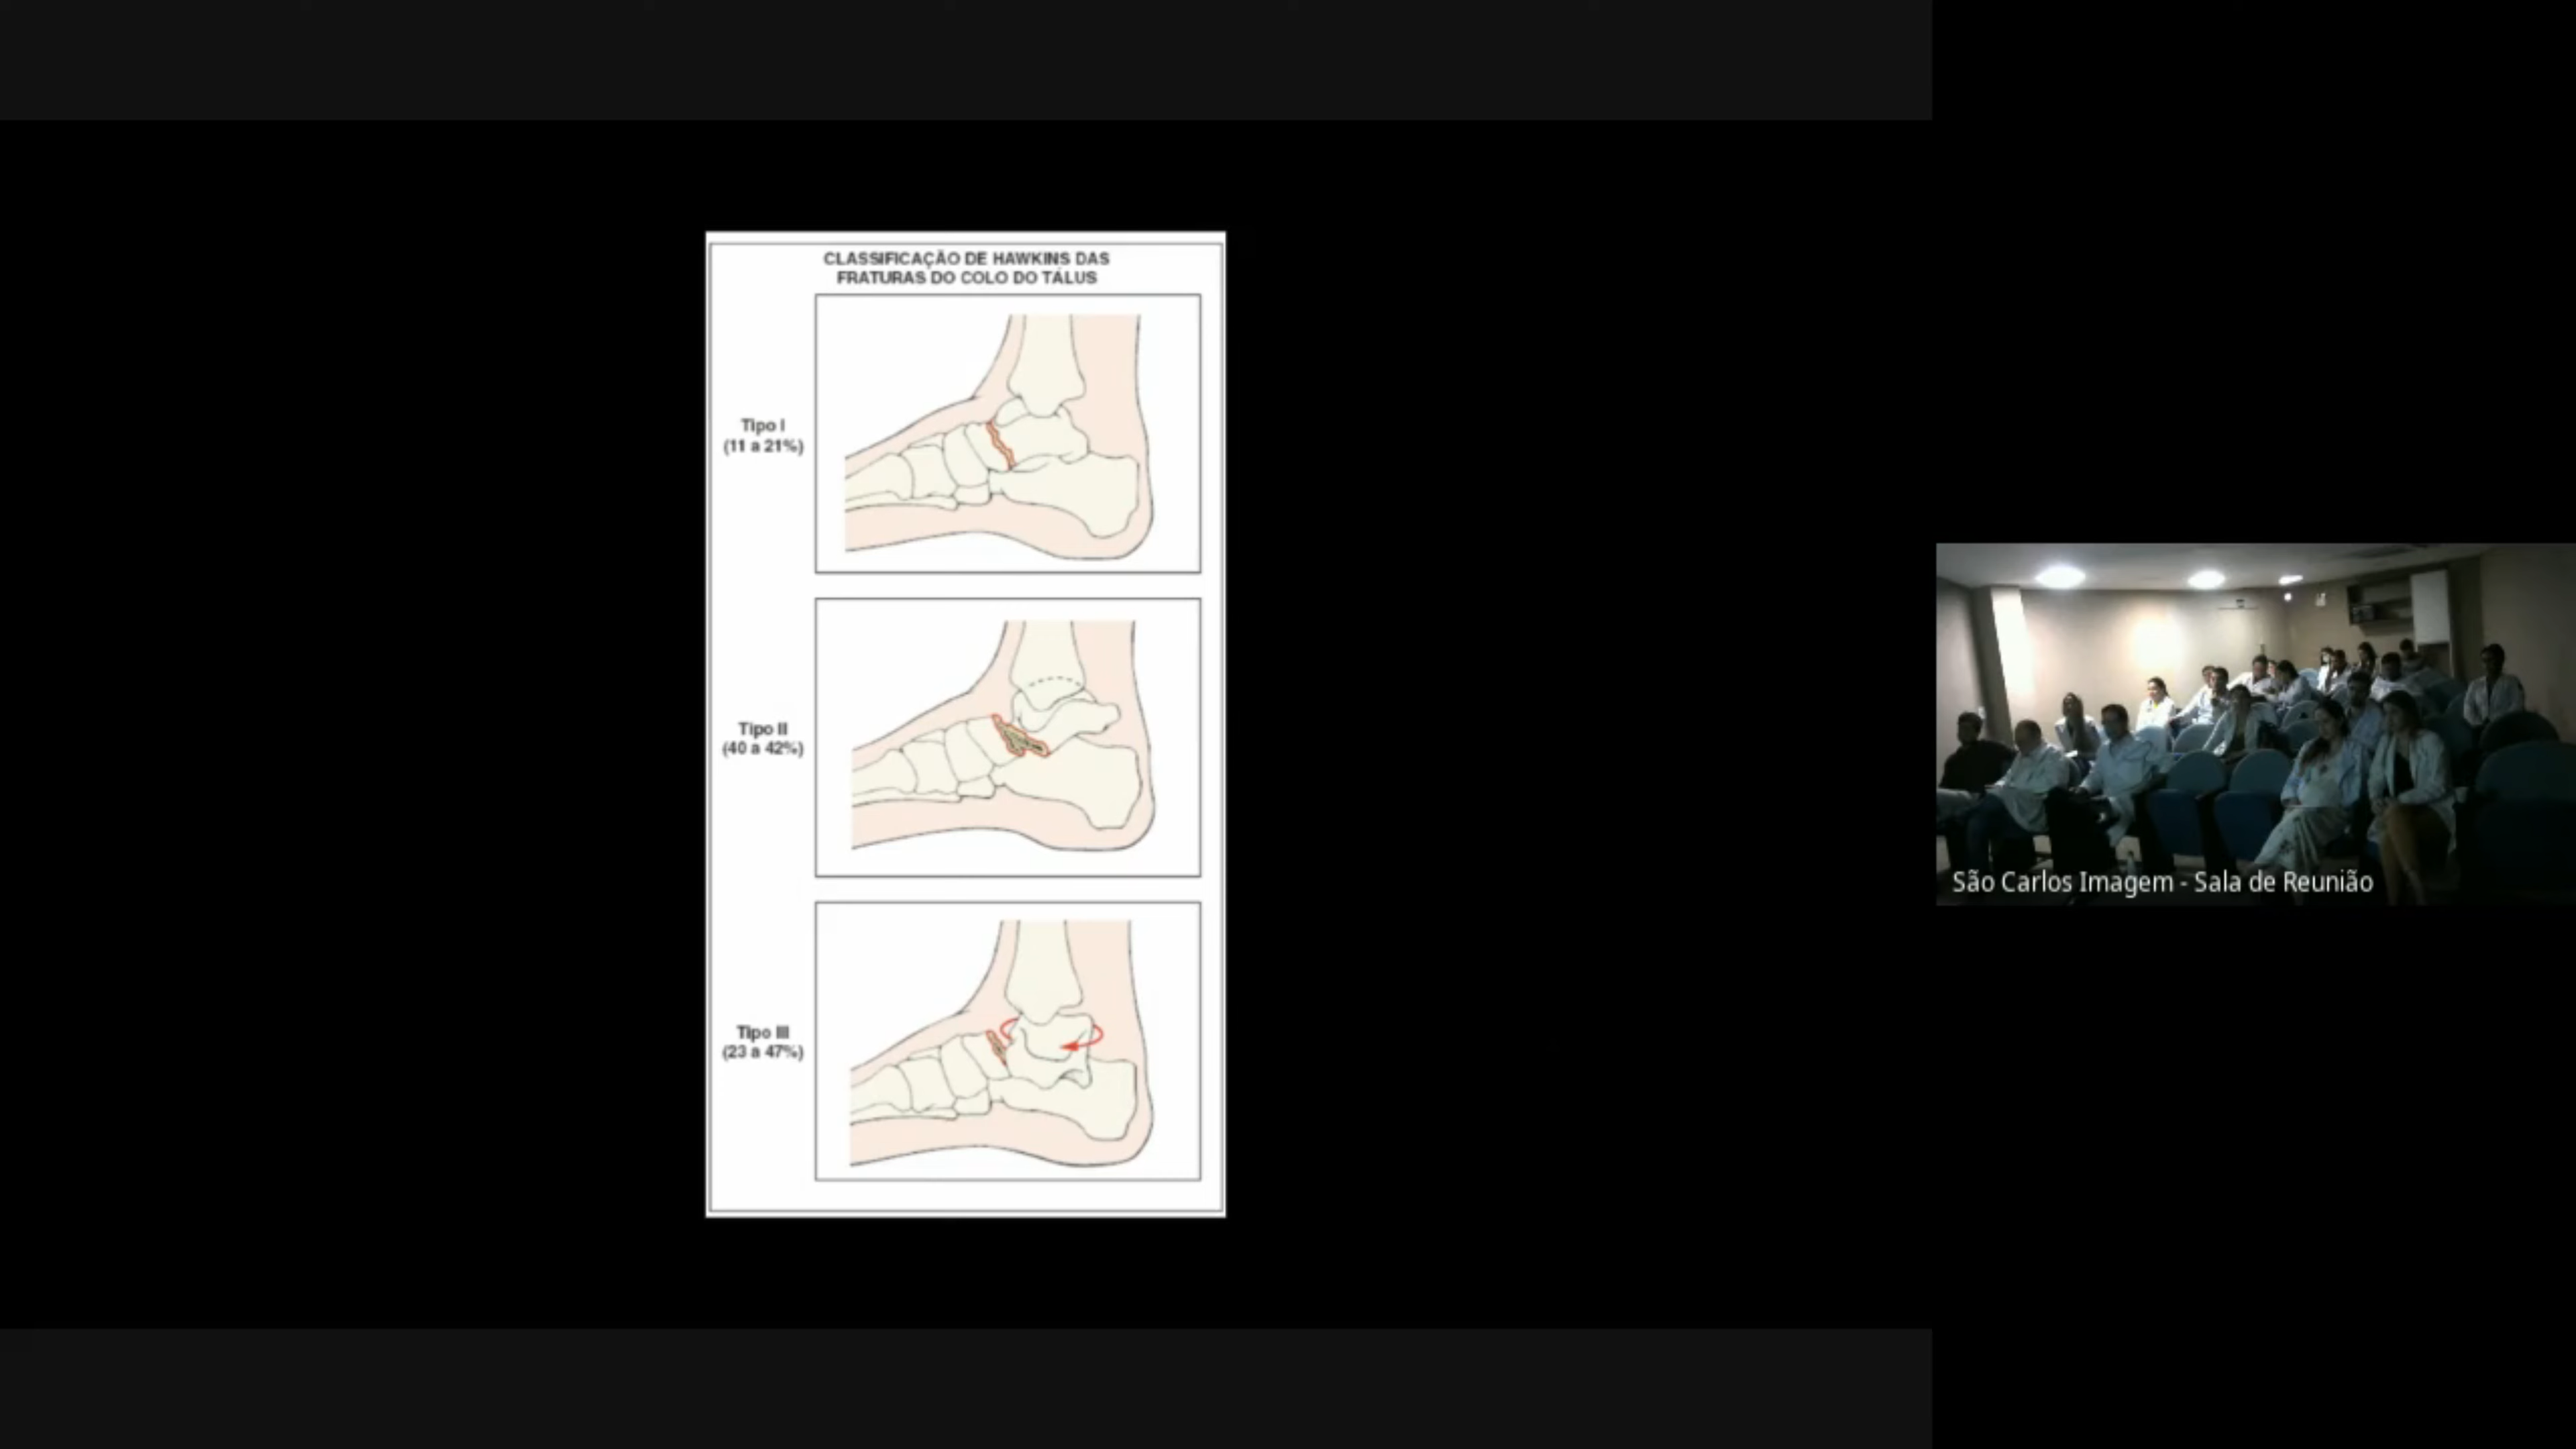 CLASSIFICAÇÃO DE HAWKINS DAS
FRATURAS DO COLO DO TÁLUS
Tipo I
(11 a 21%)
Tipo II
(40 a 42%)
Tipo III
(23 a 47%)
São Carlos Imagem - Sala de Reunião